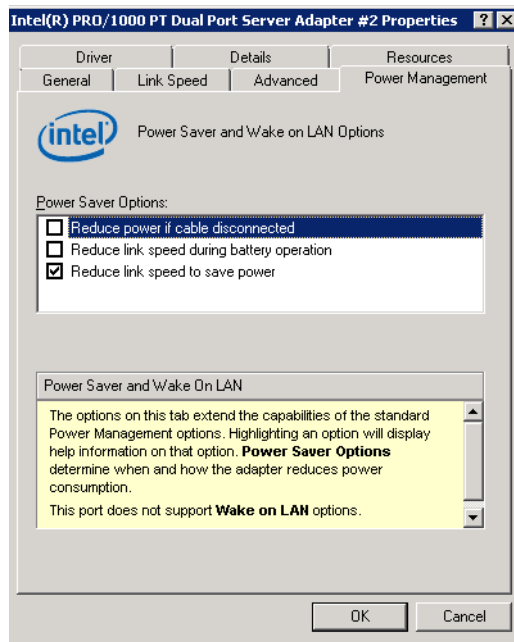 Intel(R) PRO/1000 PT Dual Port Server Adapter #2 Properties
Driver Details Resources
General Link Speed Advanced Power Management
intel
Power Saver and Wake on LAN Options
Power Saver Options:
Reduce power if cable disconnected
Reduce link speed during battery operation
Reduce link speed to save power
Power Saver and Wake On LAN
The options on this tab extend the capabilities of the standard
Power Management options. Highlighting an option will display
help information on that option. Power Saver Options
determine when and how the adapter reduces power
consumption.
This port does not support Wake on LAN options.
OK Cancel